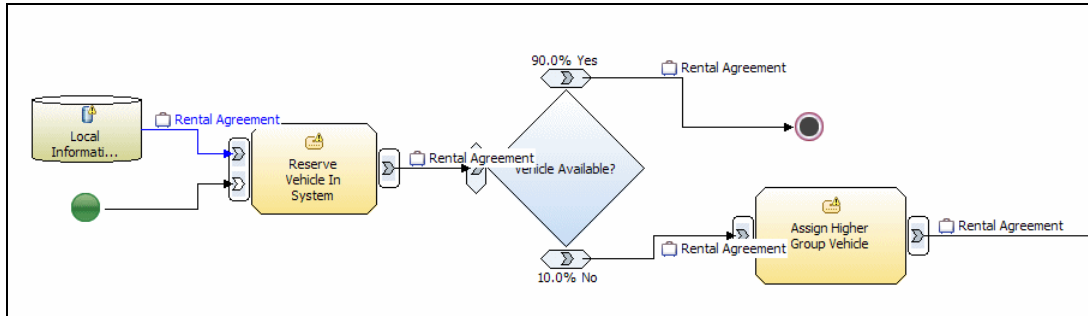 90.0% Yes
Rental Agreement
Local
Informati...
Rental Agreement
Reserve
Vehicle In
System
Rental Agreement
Vehicle Available?
Assign Higher
Group Vehicle
Rental Agreement
Rental Agreement
10.0% No